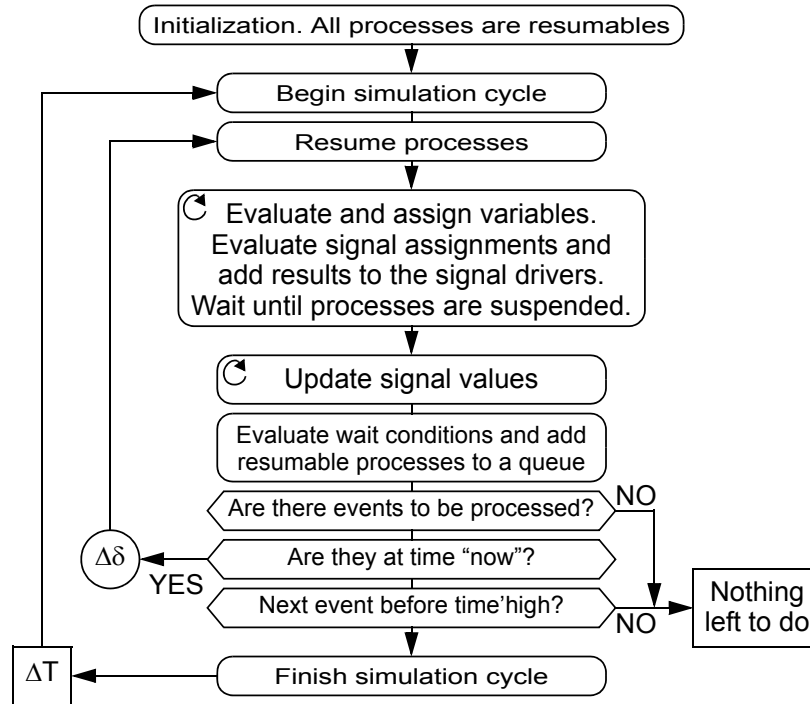 Initialization. All processes are resumables
Begin simulation cycle
Resume processes
Evaluate and assign variables.
Evaluate signal assignments and
add results to the signal drivers.
Wait until processes are suspended.
Update signal values
Evaluate wait conditions and add
resumable processes to a queue
Are there events to be processed?
NO
Δδ
YES
Are they at time “now”?
Next event before time’high?
NO
Nothing
left to do
ΔT
Finish simulation cycle